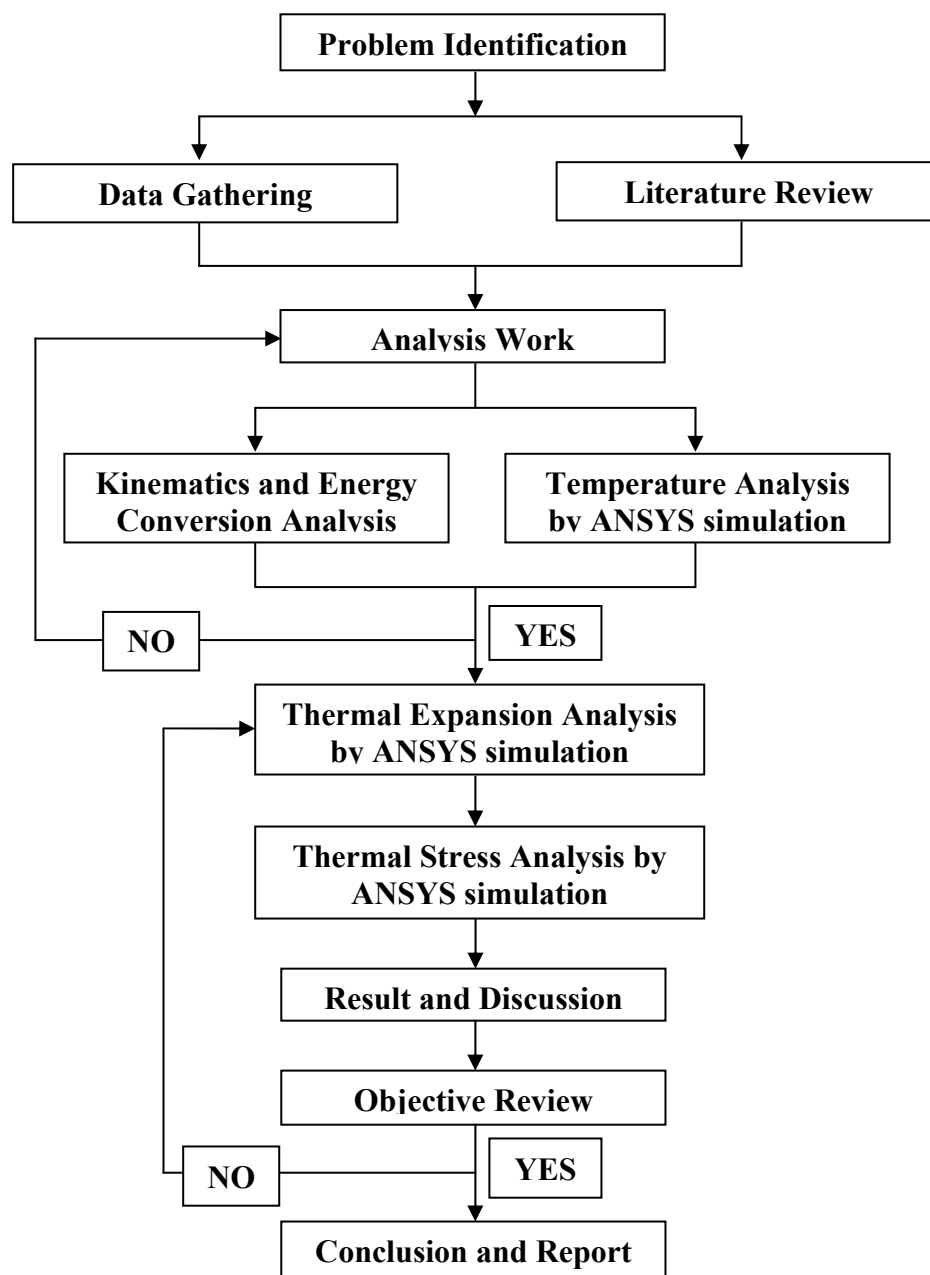 Problem Identification
Data Gathering
Literature Review
Analysis Work
Kinematics and Energy
Conversion Analysis
Temperature Analysis
by ANSYS simulation
NO
YES
Thermal Expansion Analysis
by ANSYS simulation
Thermal Stress Analysis by
ANSYS simulation
Result and Discussion
Objective Review
NO
YES
Conclusion and Report